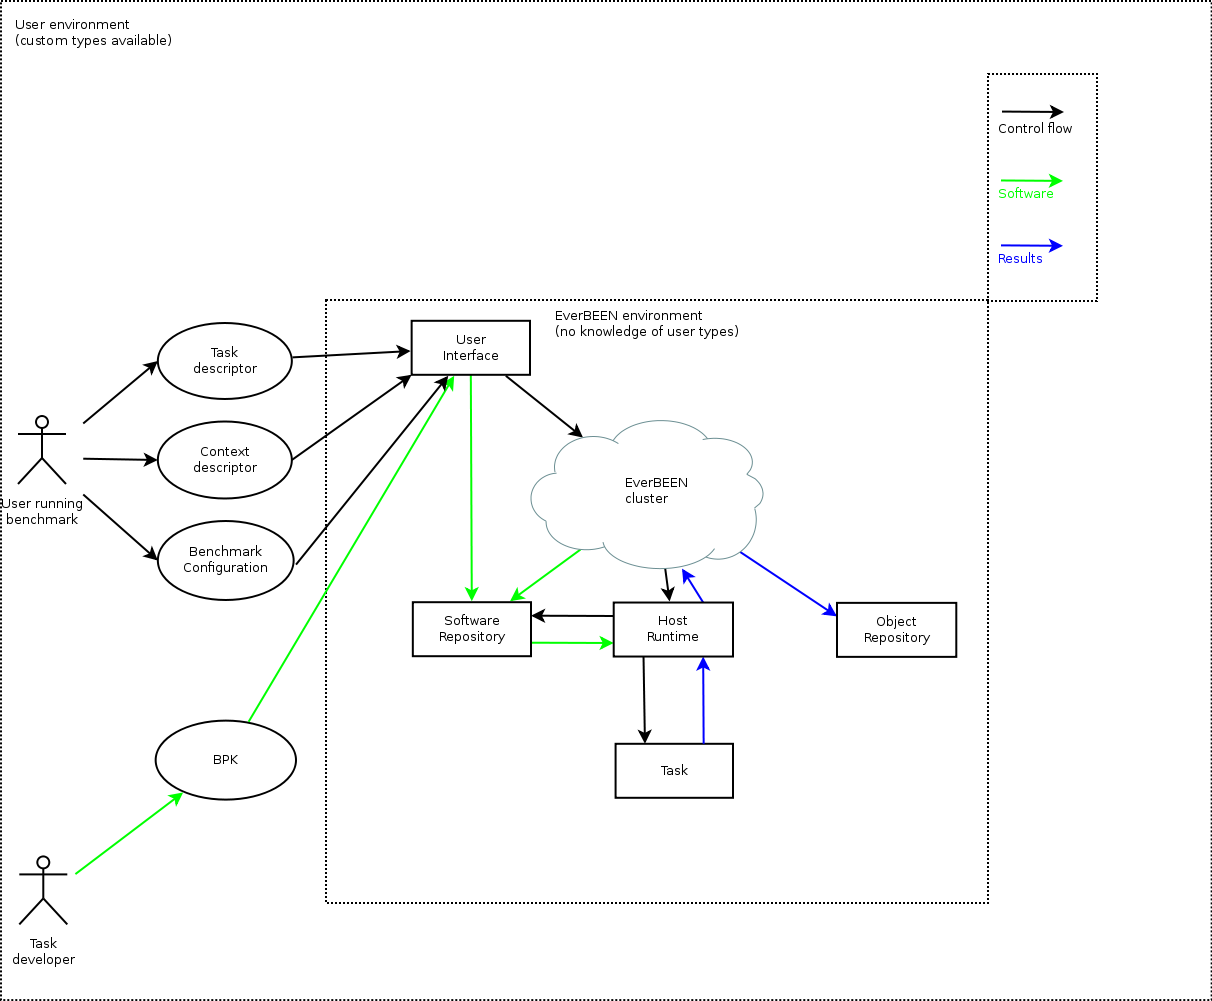 User environment
(custom types available)
Control flow
Software
Results
EverBEEN environment
(no knowledge of user types)
User
Interface
Task
descriptor
Context
descriptor
EverBEEN
cluster
User running
benchmark
Benchmark
Configuration
Software
Repository
Host
Runtime
Object
Repository
BPK
Task
Task
developer